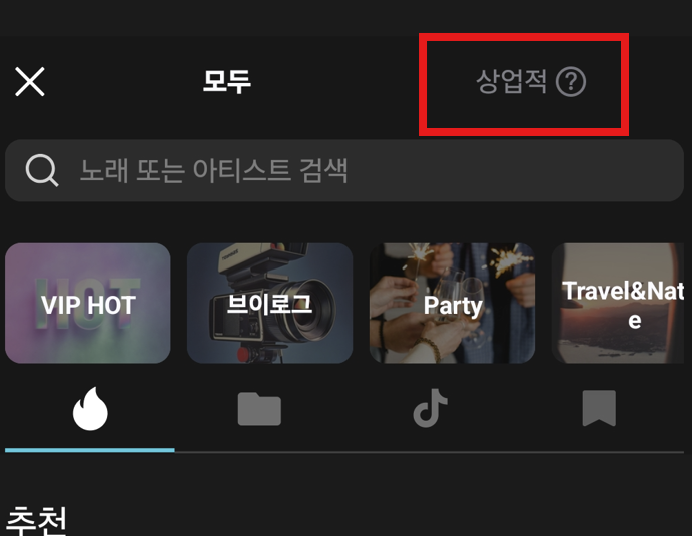 모두
상업적 ?
노래 또는 아티스트 검색
HOT
VIP HOT
브이로그
Party
Travel&Nat
e
추천